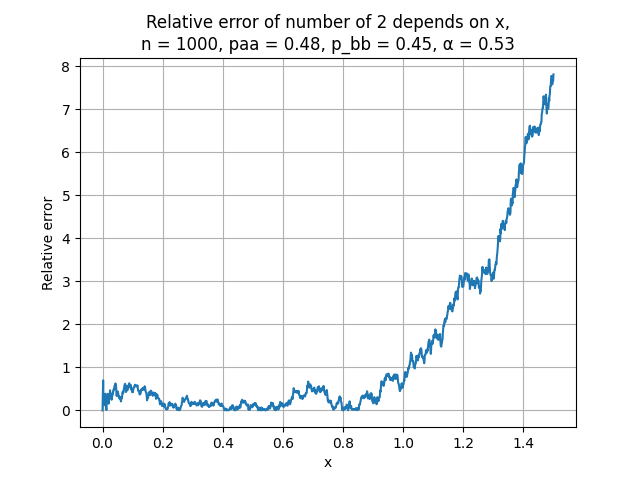 Relative error of number of 2 depends on x,
n = 1000, paa = 0.48, p_bb = 0.45, α = 0.53
8
7
6
5
4
3
2
1
0
Relative error
0.0 0.2 0.4 0.6 0.8 1.0 1.2 1.4
x